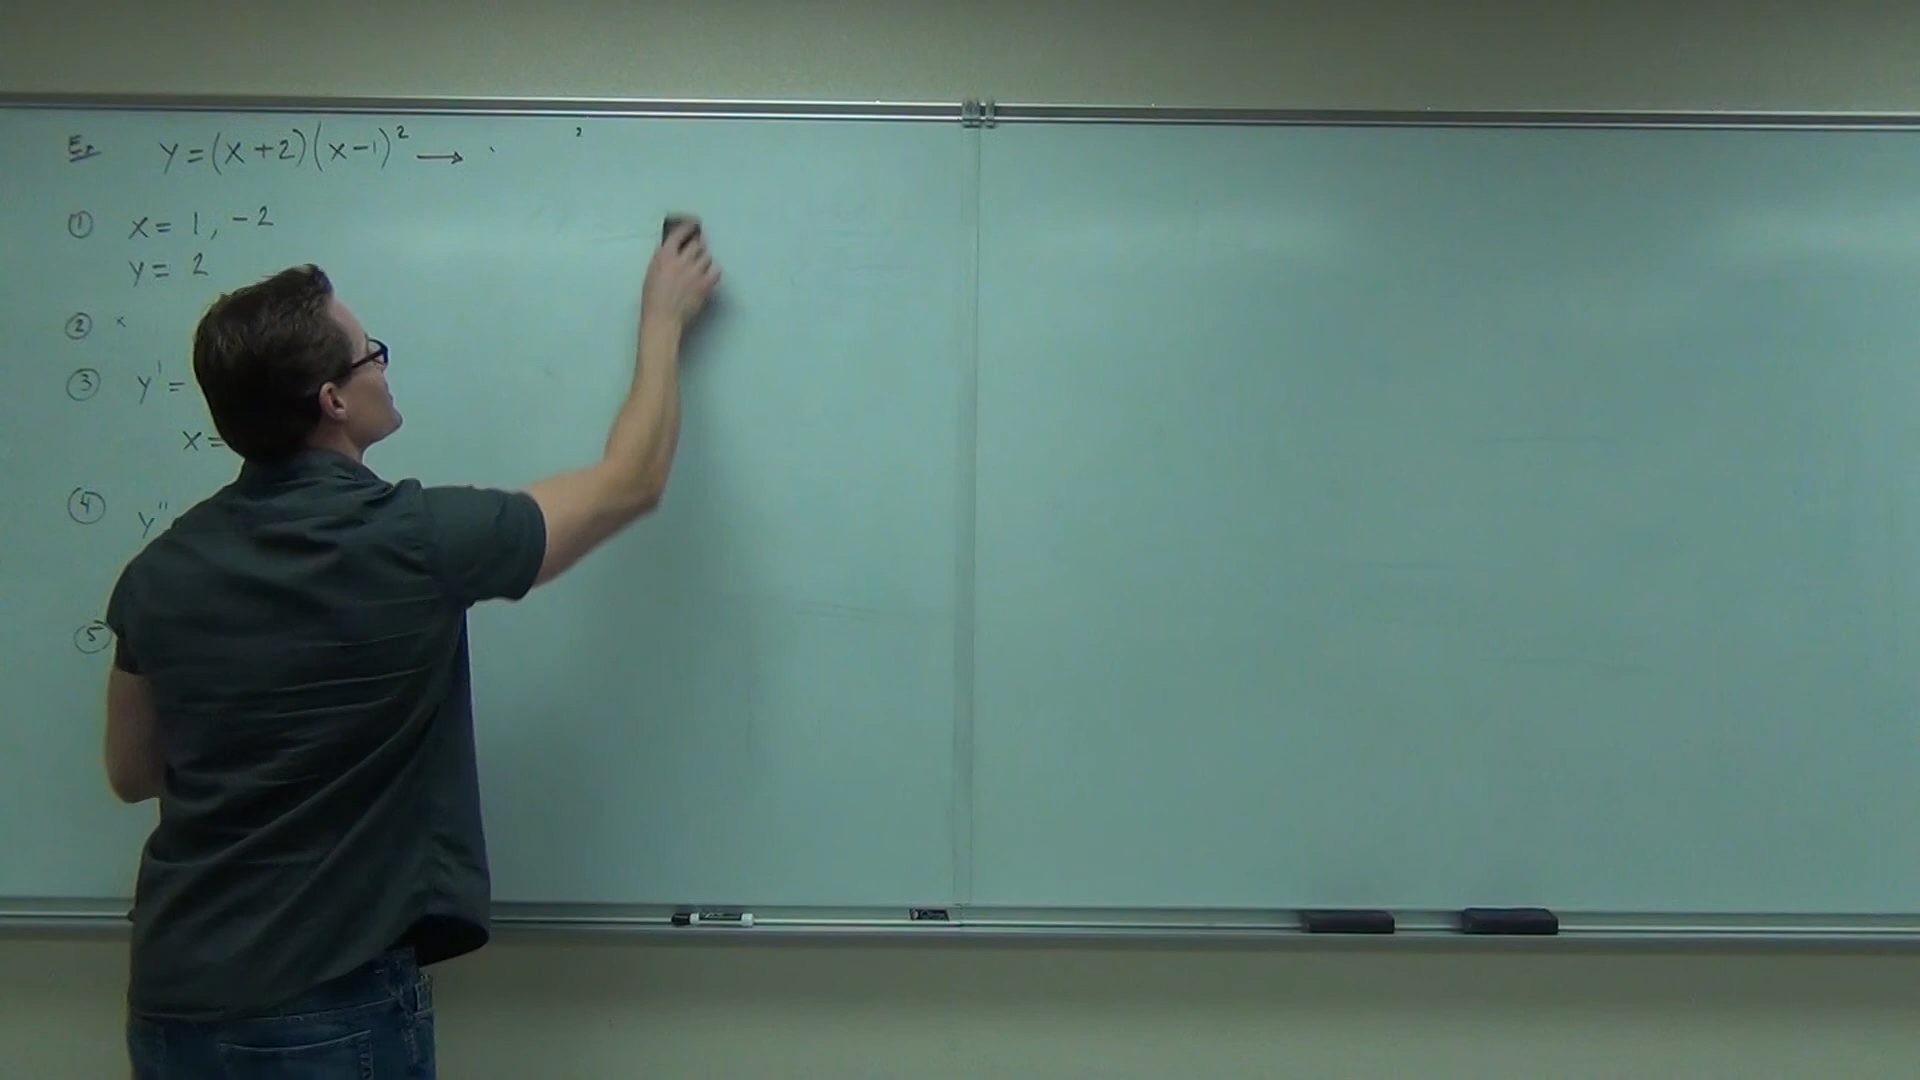 Ex y=(x+2)(x-1)² →
① x= 1, -2
y= 2
②
③ y'=
x=
④ y"
⑤